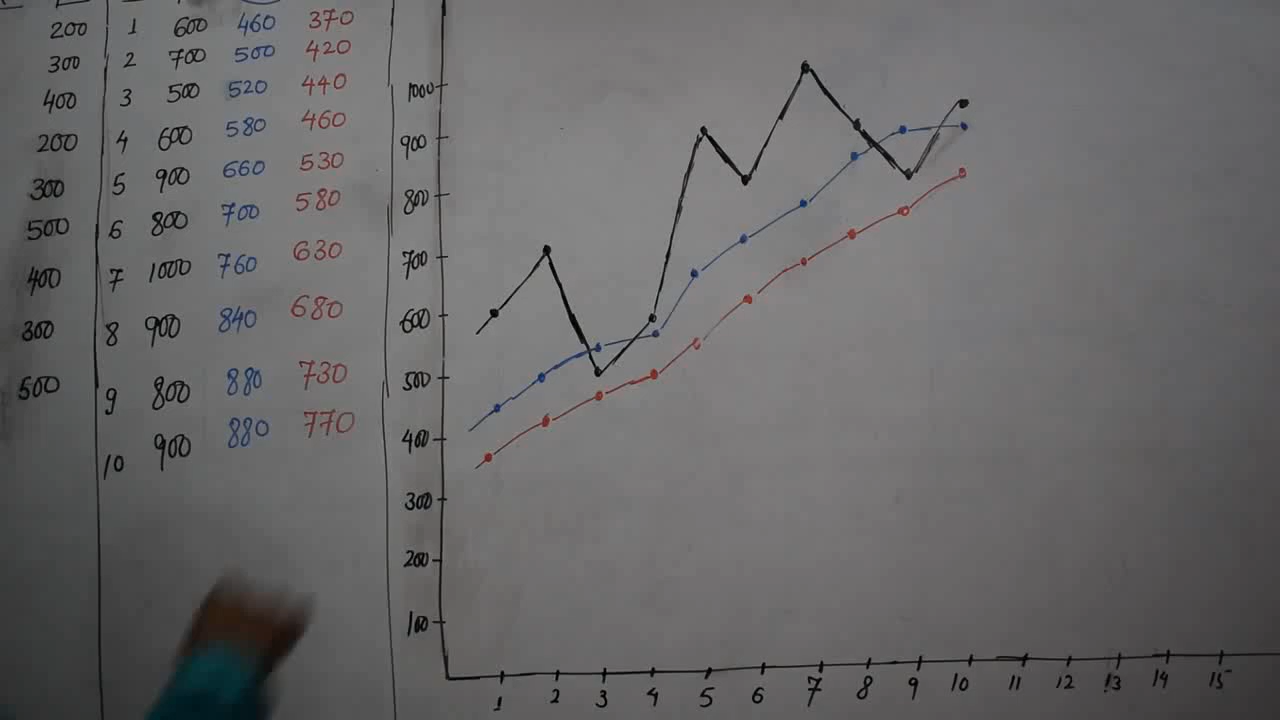 200 1 600 460 370
300 2 700 500 420
400 3 500 520 440
200 4 600 580 460
300 5 900 660 530
500 6 800 700 580
400 7 1000 760 630
300 8 900 840 680
500 9 800 880 730
10 900 880 770
1000
900
800
700
600
500
400
300
200
100
1 2 3 4 5 6 7 8 9 10 11 12 13 14 15